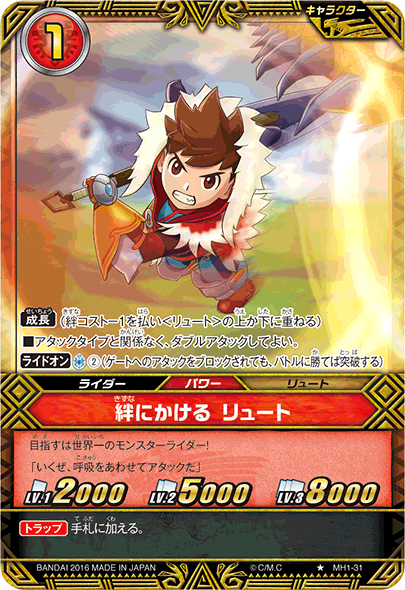 1
キャラクター
成長 (絆コスト－1を払い＜リュート＞の上か下に重ねる)
■アタックタイプと関係なく、ダブルアタックしてよい。
ライドオン ② (ゲートへのアタックをブロックされても、バトルに勝てば突破する)
ライダー パワー リュート
絆にかける リュート
目指すは世界一のモンスターライダー!
「いくぜ、呼吸をあわせてアタックだ」
LV.1 2000 LV.2 5000 LV.3 8000
トラップ 手札に加える。
BANDAI 2016 MADE IN JAPAN ©C/M.C ★ MH1-31